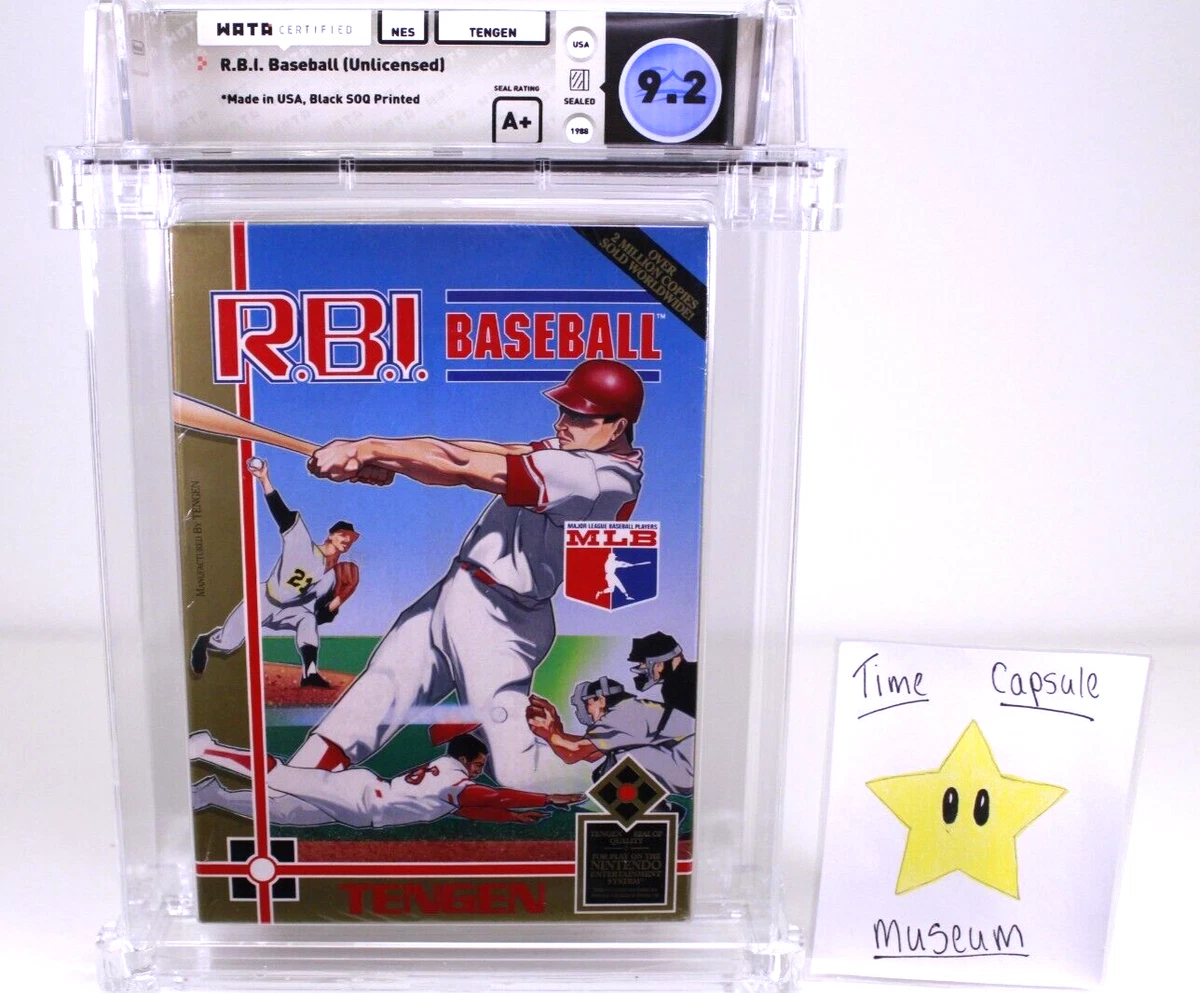 WATA CERTIFIED
NES
TENGEN
USA
R.B.I. Baseball (Unlicensed)
*Made in USA, Black SOQ Printed
SEAL RATING
A+
SEALED
1988
9.2
OVER
2 MILLION COPIES
SOLD WORLDWIDE!
R.B.I. BASEBALL™
MANUFACTURED BY TENGEN
MAJOR LEAGUE BASEBALL PLAYERS
MLB
21
TENGEN SEAL OF
QUALITY
FOR PLAY ON THE
NINTENDO
ENTERTAINMENT
SYSTEM
TENGEN
Time Capsule
Museum